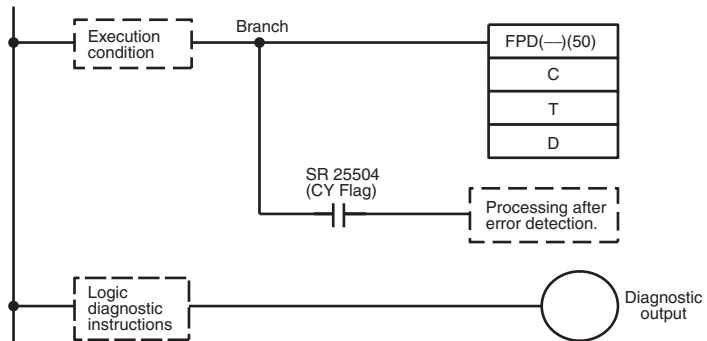 Branch
Execution
condition
FPD(––)(50)
C
T
D
SR 25504
(CY Flag)
Processing after
error detection.
Logic
diagnostic
instructions
Diagnostic
output